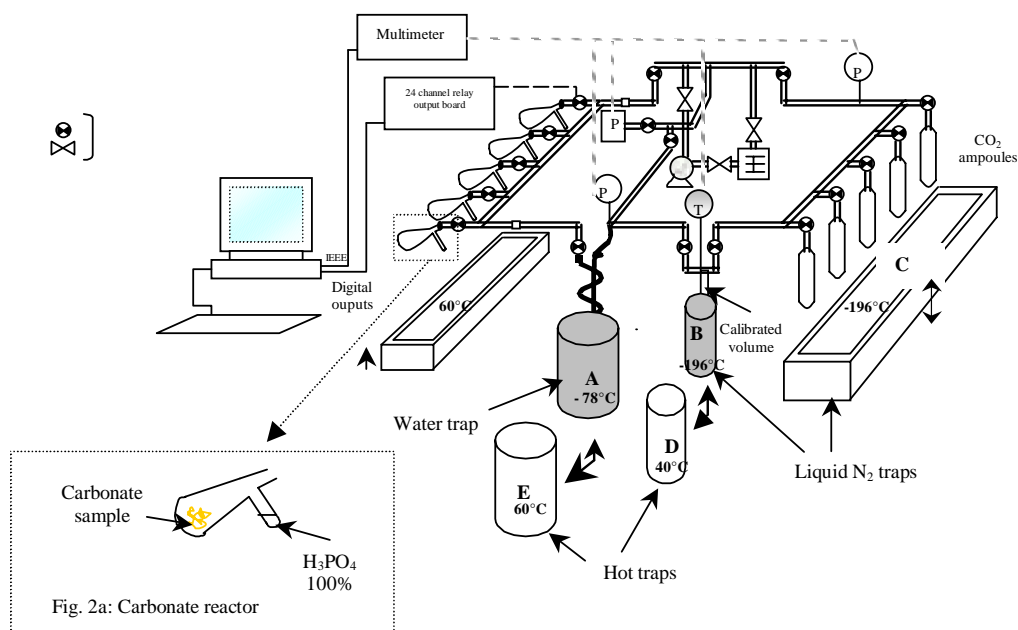 Multimeter
24 channel relay
output board
P
P
P
T
CO₂
ampoules
IEEE
Digital
ouputs
60°C
C
-196°C
B
-196°C
Calibrated
volume
A
- 78°C
Water trap
D
40°C
E
60°C
Liquid N₂ traps
Hot traps
Carbonate
sample
H₃PO₄
100%
Fig. 2a: Carbonate reactor